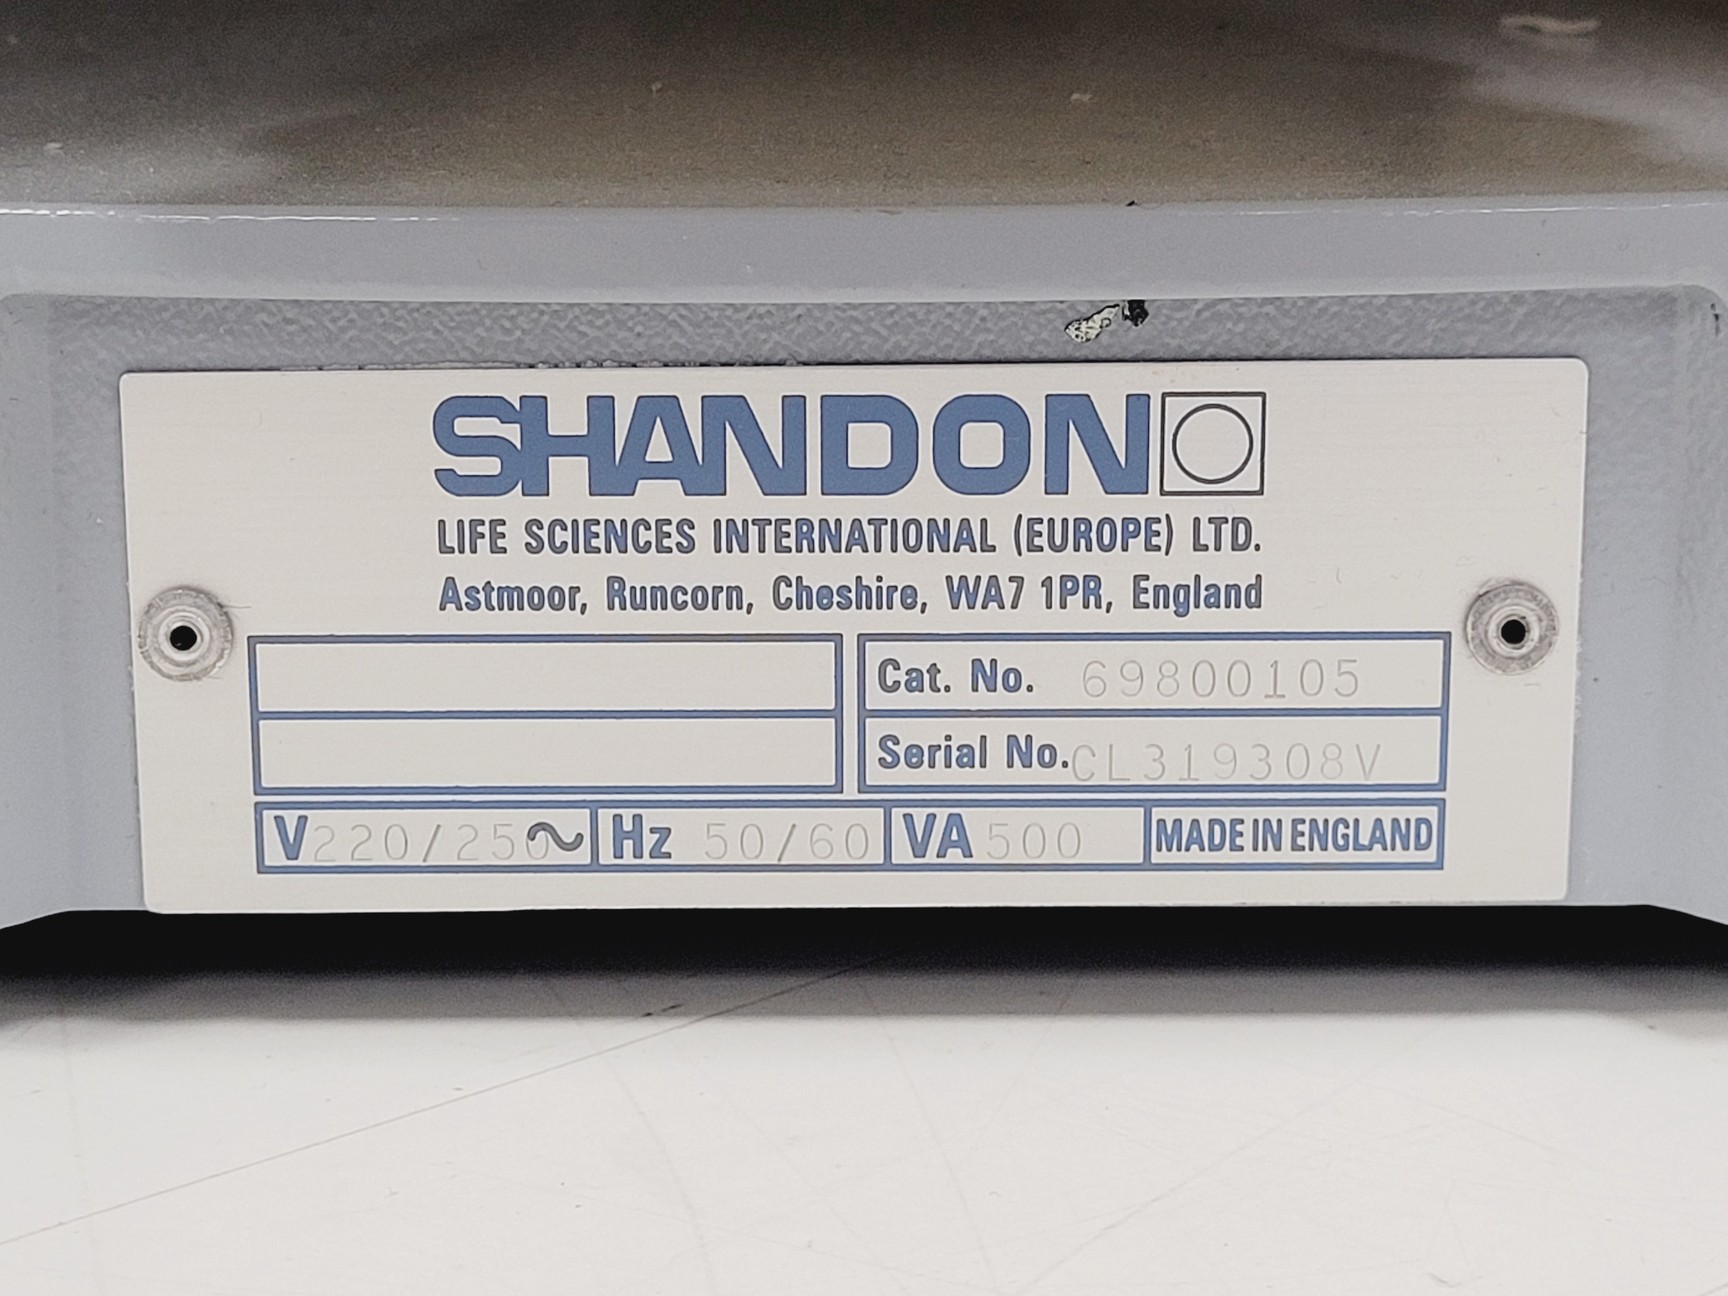 SHANDON
LIFE SCIENCES INTERNATIONAL (EUROPE) LTD.
Astmoor, Runcorn, Cheshire, WA7 1PR, England
Cat. No. 69800105
Serial No. CL319308V
V 220/250 ~ Hz 50/60 VA 500 MADE IN ENGLAND